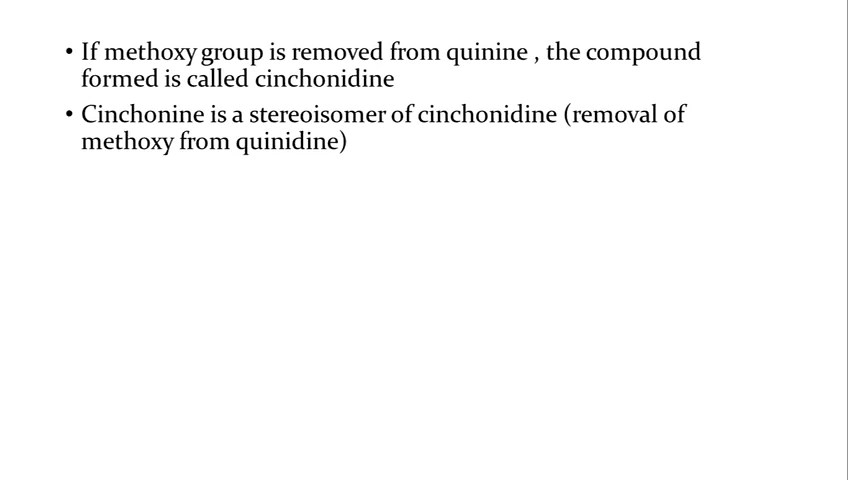 • If methoxy group is removed from quinine , the compound
formed is called cinchonidine
• Cinchonine is a stereoisomer of cinchonidine (removal of
methoxy from quinidine)